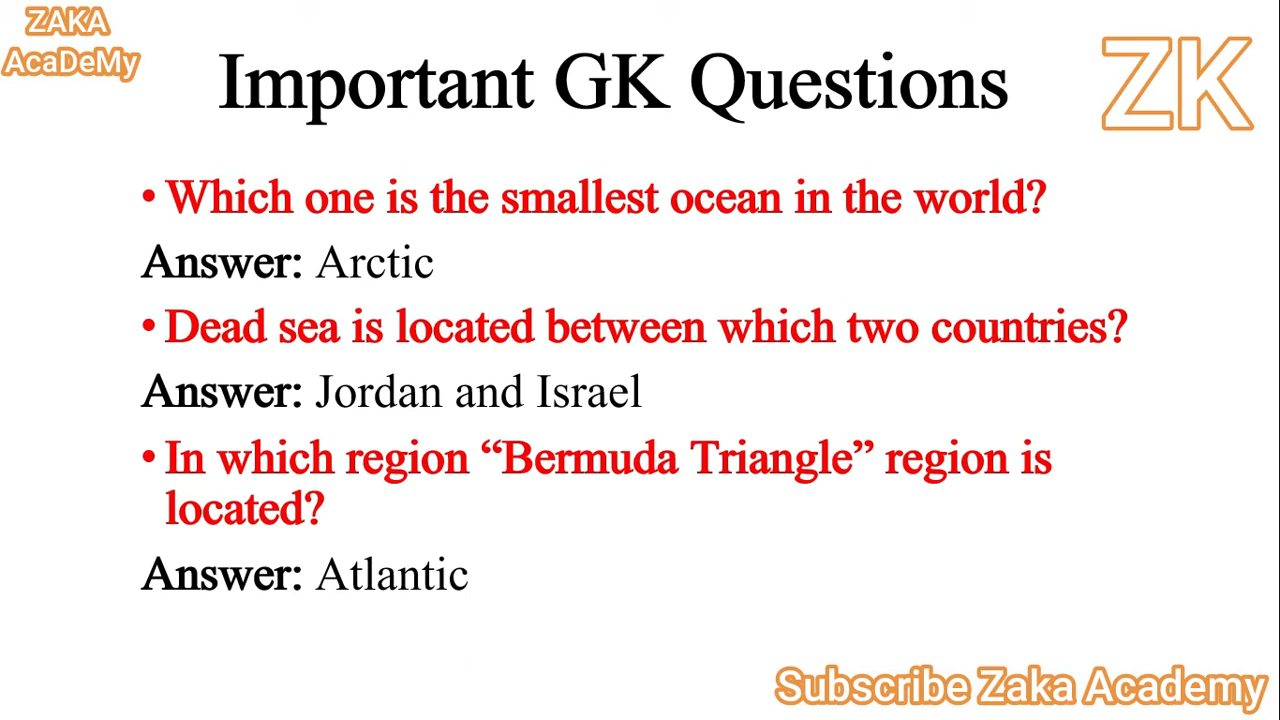 ZAKA
AcaDeMy
Important GK Questions
ZK
• Which one is the smallest ocean in the world?
Answer: Arctic
• Dead sea is located between which two countries?
Answer: Jordan and Israel
• In which region “Bermuda Triangle” region is
located?
Answer: Atlantic
Subscribe Zaka Academy